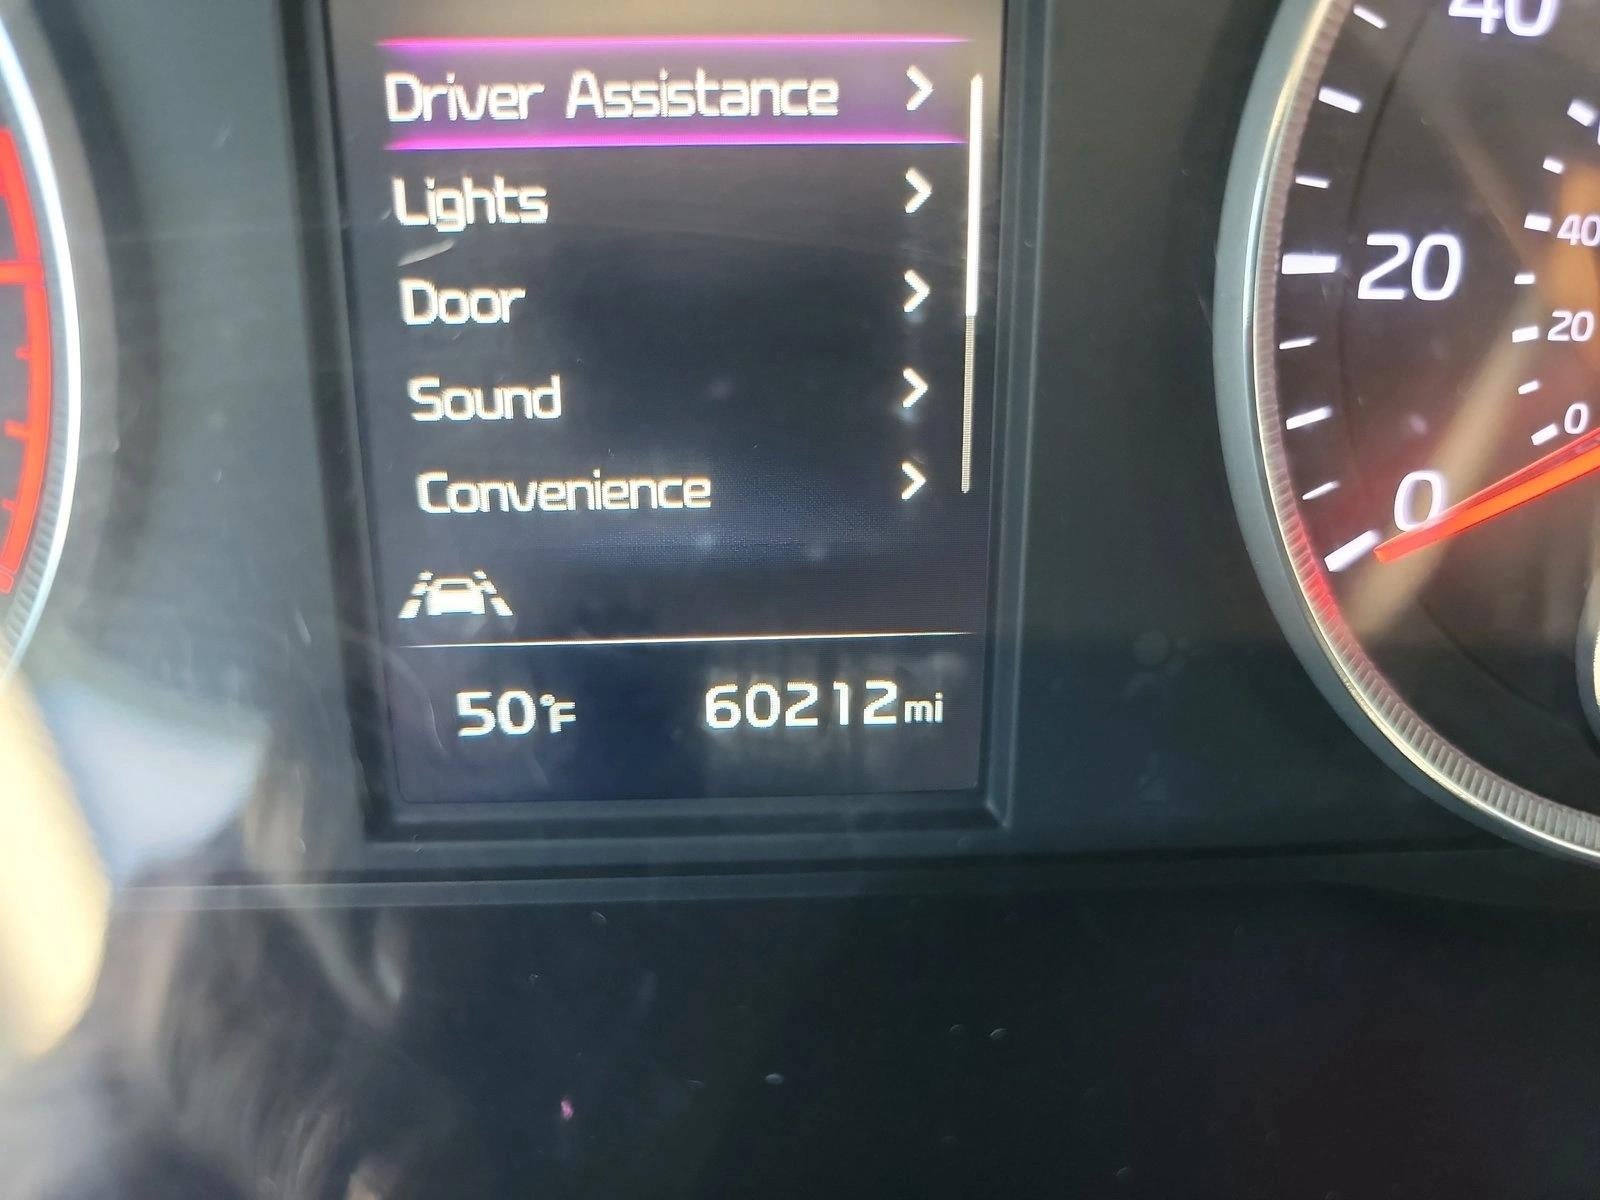 Driver Assistance
Lights
Door
Sound
Convenience
50°F 60212mi
40
20
0
40
20
0